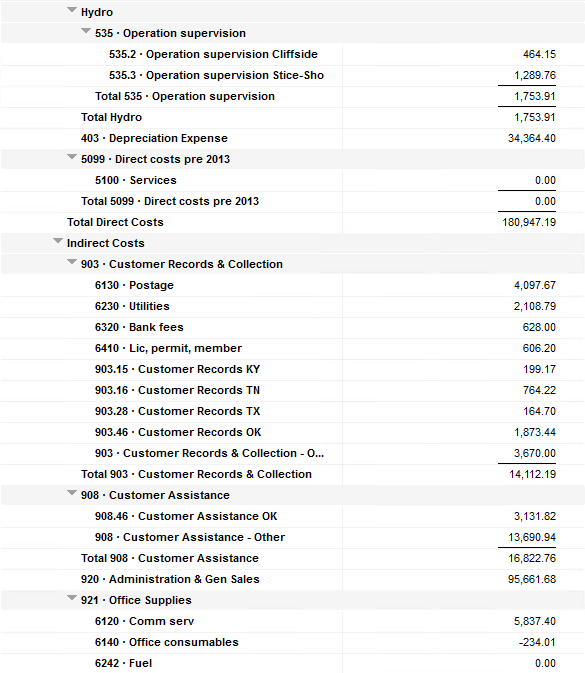 Hydro
535 · Operation supervision
535.2 · Operation supervision Cliffside 464.15
535.3 · Operation supervision Stice-Sho 1,289.76
Total 535 · Operation supervision 1,753.91
Total Hydro 1,753.91
403 · Depreciation Expense 34,364.40
5099 · Direct costs pre 2013
5100 · Services 0.00
Total 5099 · Direct costs pre 2013 0.00
Total Direct Costs 180,947.19
Indirect Costs
903 · Customer Records & Collection
6130 · Postage 4,097.67
6230 · Utilities 2,108.79
6320 · Bank fees 628.00
6410 · Lic, permit, member 606.20
903.15 · Customer Records KY 199.17
903.16 · Customer Records TN 764.22
903.28 · Customer Records TX 164.70
903.46 · Customer Records OK 1,873.44
903 · Customer Records & Collection - O... 3,670.00
Total 903 · Customer Records & Collection 14,112.19
908 · Customer Assistance
908.46 · Customer Assistance OK 3,131.82
908 · Customer Assistance - Other 13,690.94
Total 908 · Customer Assistance 16,822.76
920 · Administration & Gen Sales 95,661.68
921 · Office Supplies
6120 · Comm serv 5,837.40
6140 · Office consumables -234.01
6242 · Fuel 0.00